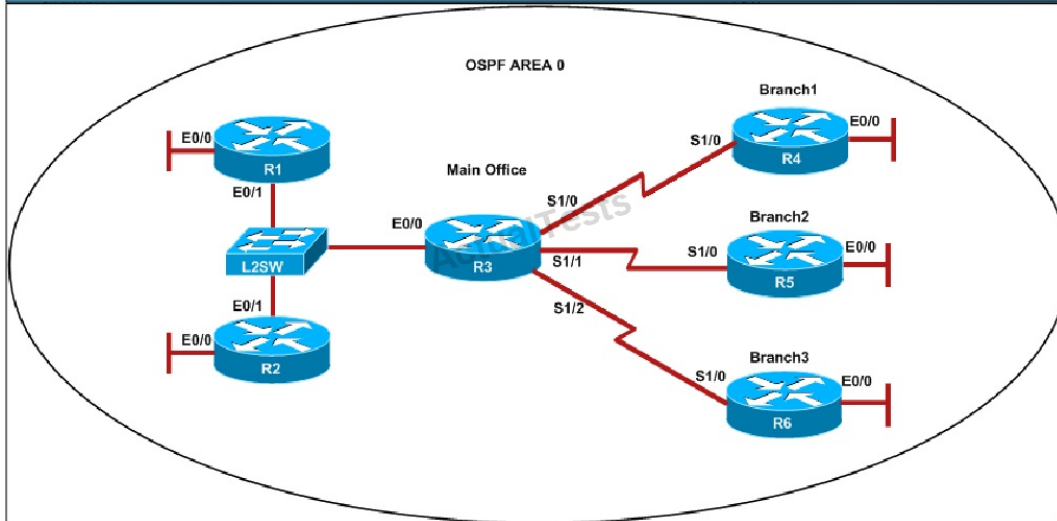 OSPF AREA 0
Branch1
E0/0
R1
E0/1
S1/0
R4
E0/0
Main Office
E0/0
R3
S1/0
S1/1
S1/2
ActualTests
Branch2
S1/0
R5
E0/0
L2SW
E0/1
E0/0
R2
Branch3
S1/0
R6
E0/0